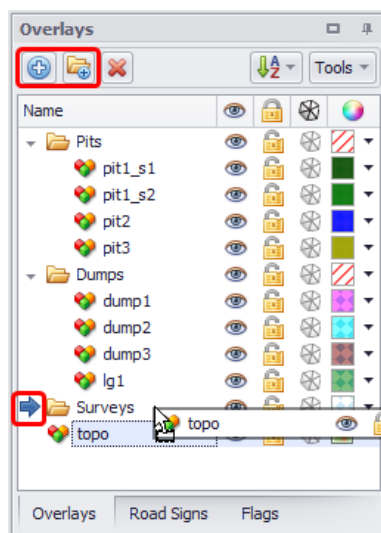 Overlays
A
Z
Tools
Name
Pits
pit1_s1
pit1_s2
pit2
pit3
Dumps
dump1
dump2
dump3
lg1
Surveys
topo
topo
Overlays Road Signs Flags